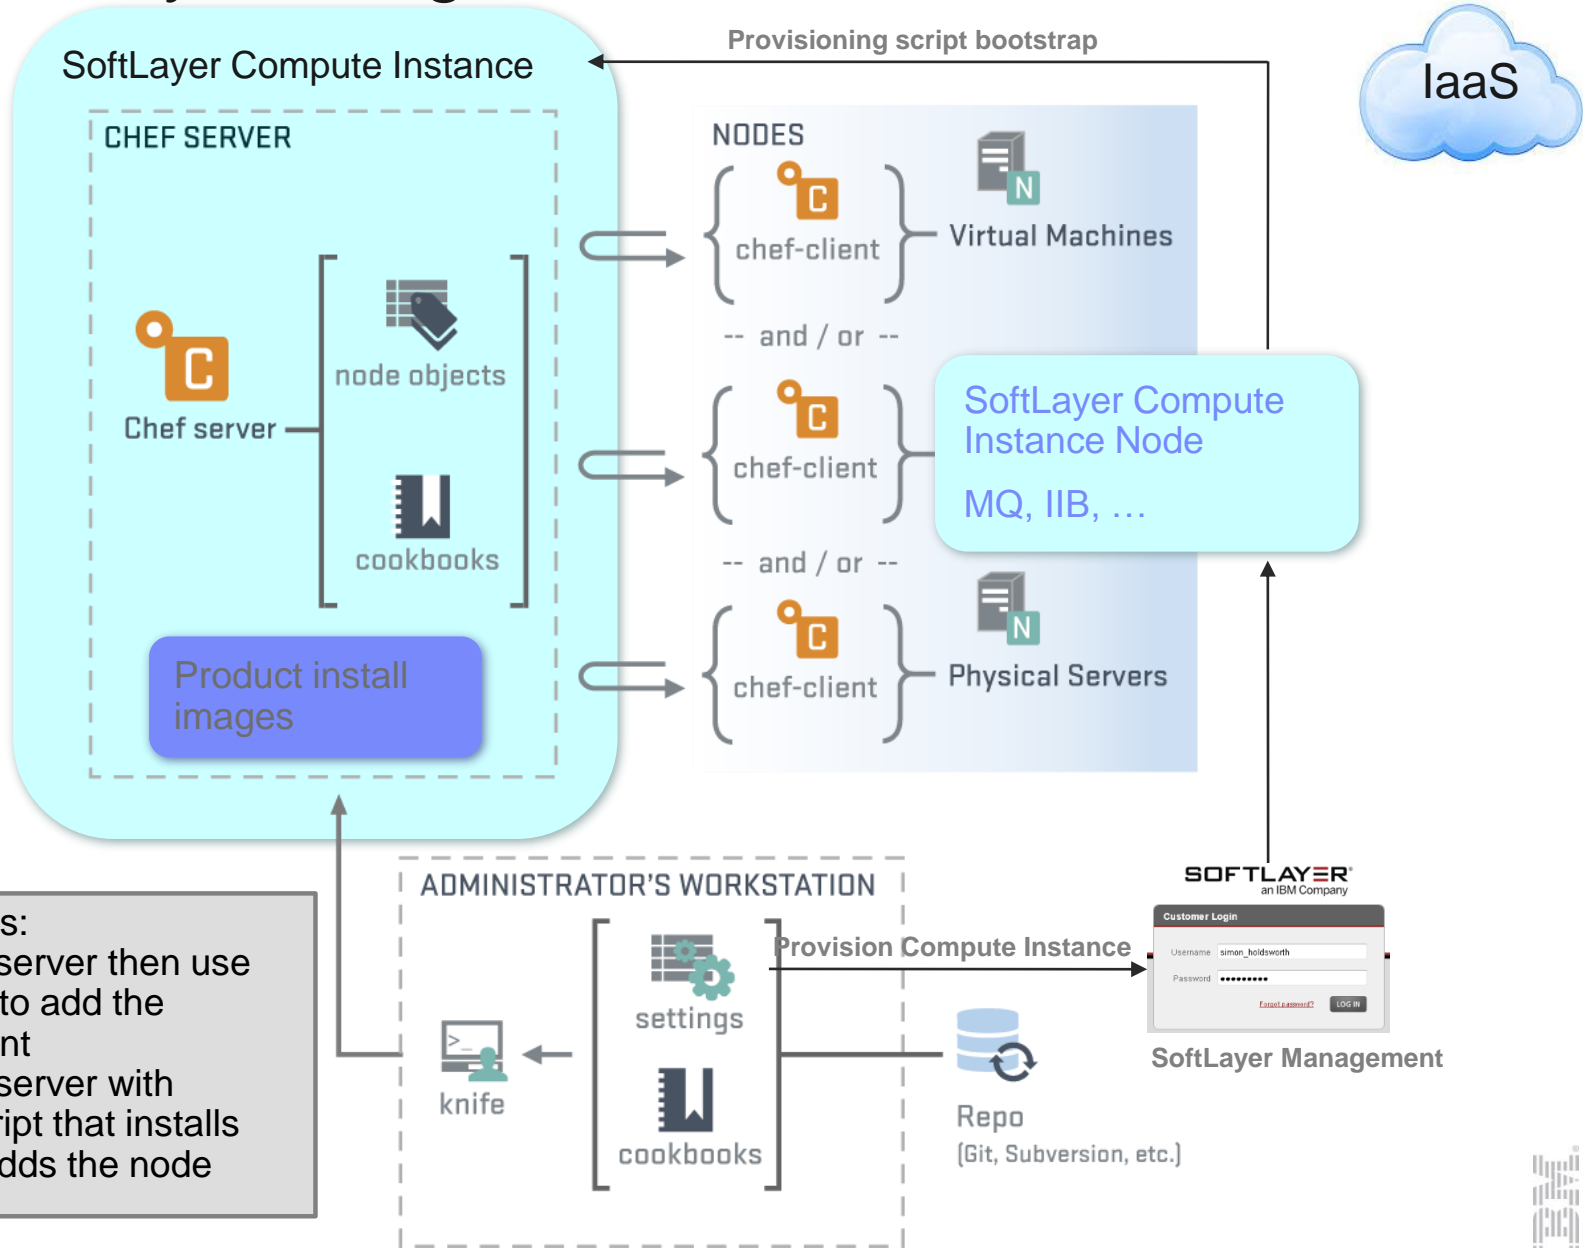 SoftLayer Compute Instance
Provisioning script bootstrap
IaaS
CHEF SERVER
Chef server
node objects
cookbooks
Product install
images
NODES
C
chef-client
N
Virtual Machines
-- and / or --
C
chef-client
SoftLayer Compute
Instance Node
MQ, IIB, …
-- and / or --
C
chef-client
N
Physical Servers
C
s:
server then use
to add the
nt
server with
ript that installs
dds the node
ADMINISTRATOR'S WORKSTATION
settings
cookbooks
>_
knife
Provision Compute Instance
Repo
(Git, Subversion, etc.)
SOFTLAYER®
an IBM Company
Customer Login
Username simon_holdsworth
Password •••••••••
Forgot password?
LOG IN
SoftLayer Management
IBM